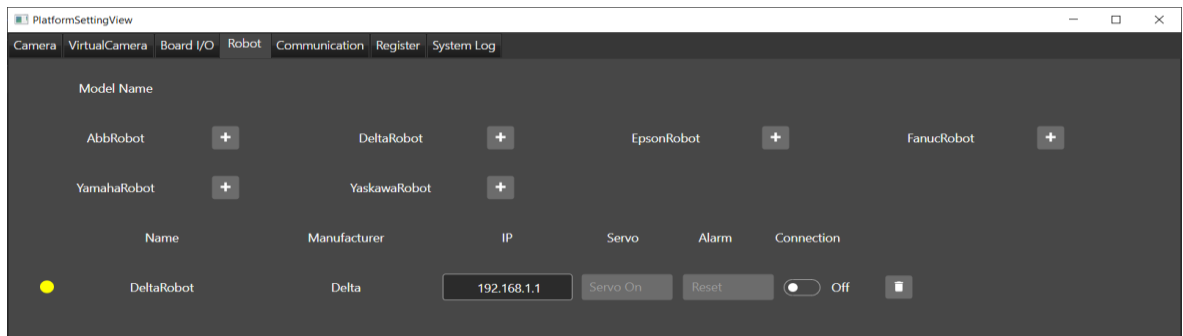 PlatformSettingView
Camera VirtualCamera Board I/O Robot Communication Register System Log
Model Name
AbbRobot DeltaRobot EpsonRobot FanucRobot
YamahaRobot YaskawaRobot
Name Manufacturer IP Servo Alarm Connection
DeltaRobot Delta 192.168.1.1 Servo On Reset Off